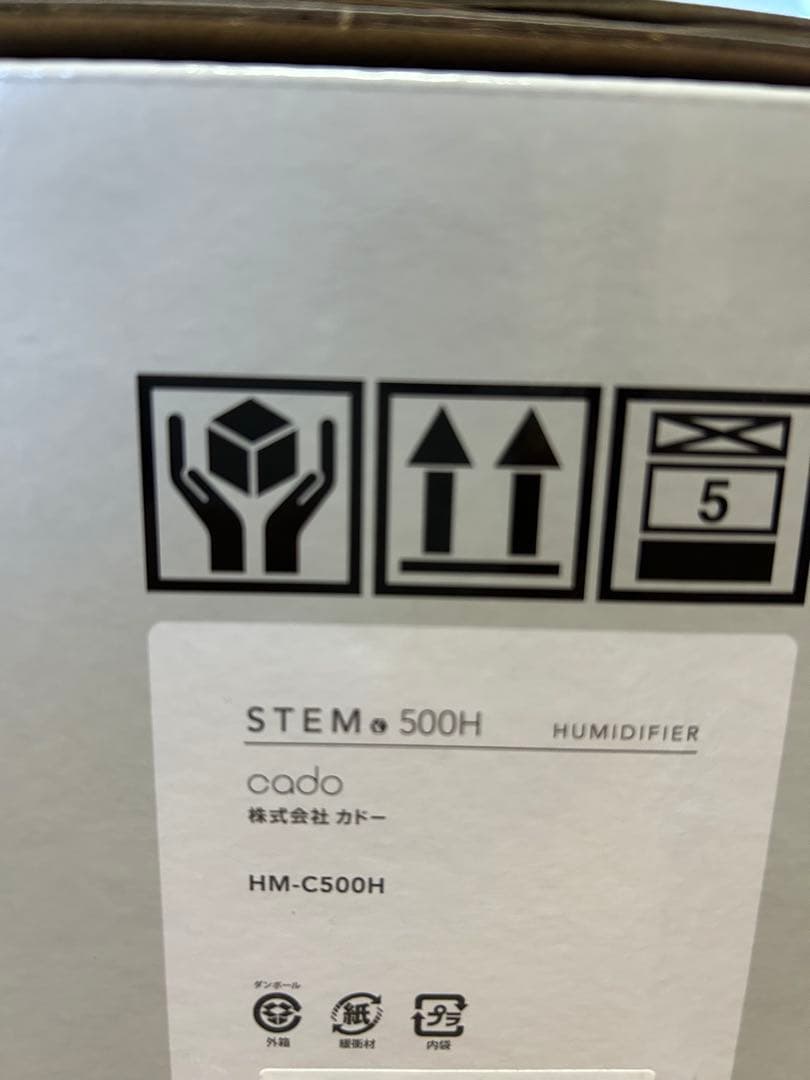 5
STEM 500H HUMIDIFIER
cado
株式会社 カドー
HM-C500H
ダンボール
紙 プラ
外箱 緩衝材 内袋